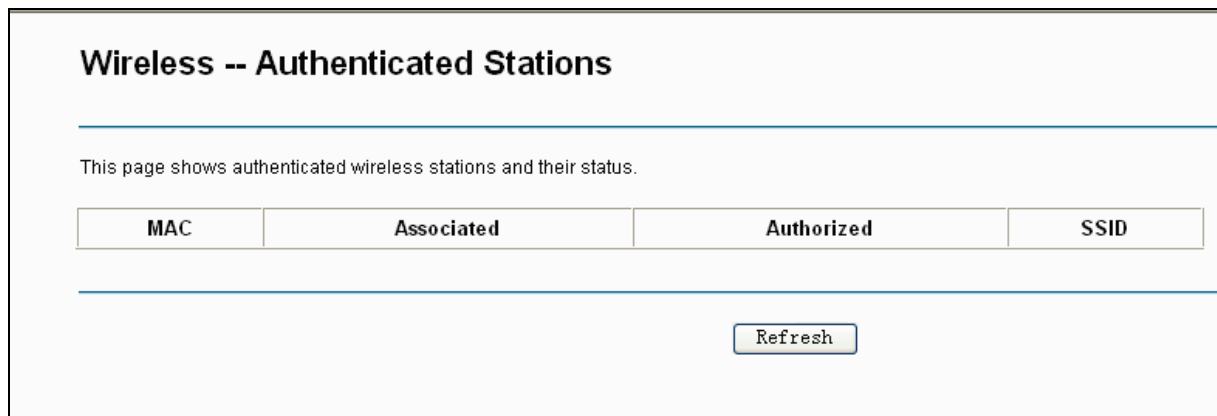 Wireless -- Authenticated Stations
This page shows authenticated wireless stations and their status.
MAC Associated Authorized SSID
Refresh